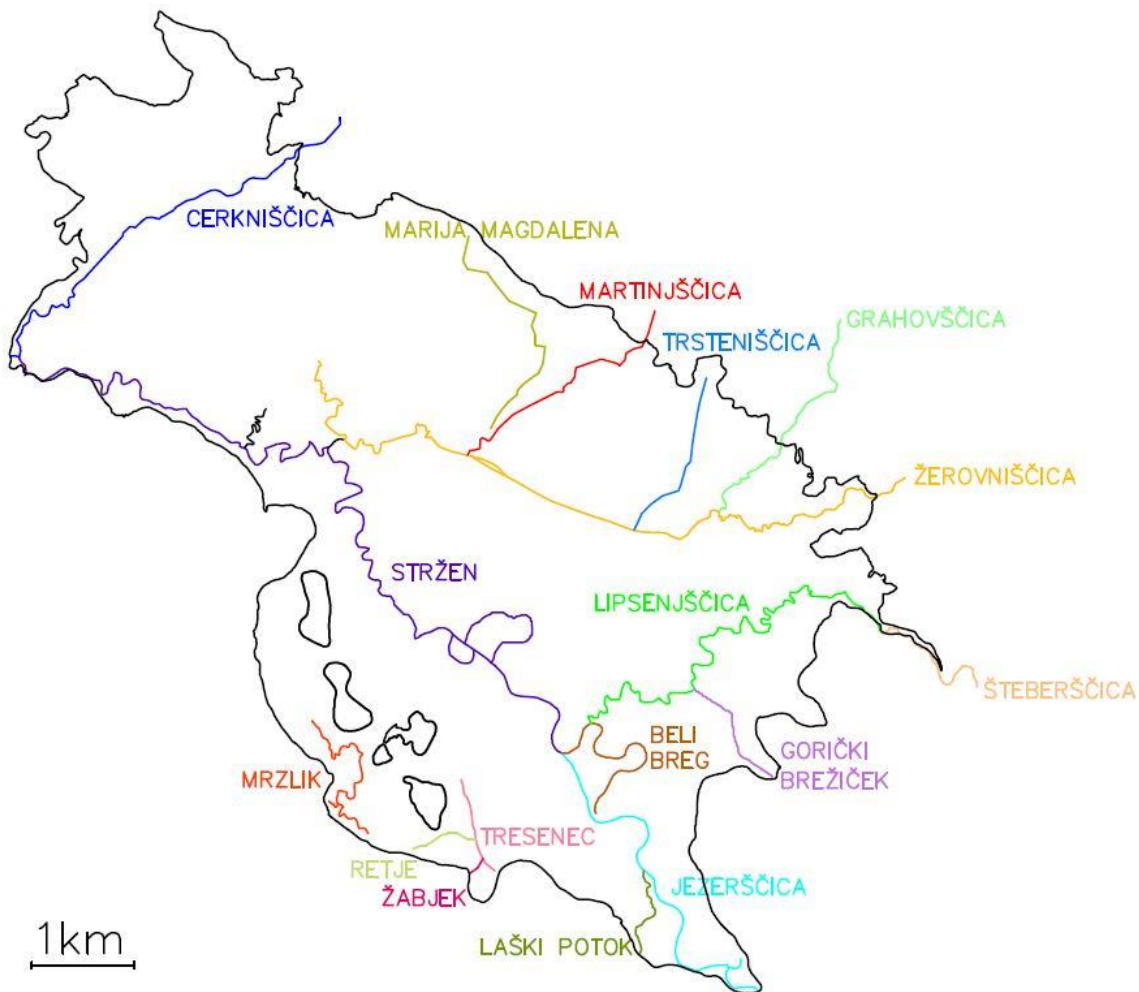 CERKNIŠČICA
MARIJA MAGDALENA
MARTINJŠČICA
TRSTENIŠČICA
GRAHOVŠČICA
ŽEROVNIŠČICA
STRŽEN
LIPSENJŠČICA
ŠTEBERŠČICA
BELI
BREG
GORIČKI
BREŽIČEK
MRZLIK
TRESENEC
RETJE
ŽABJEK
JEZERŠČICA
LAŠKI POTOK
1km